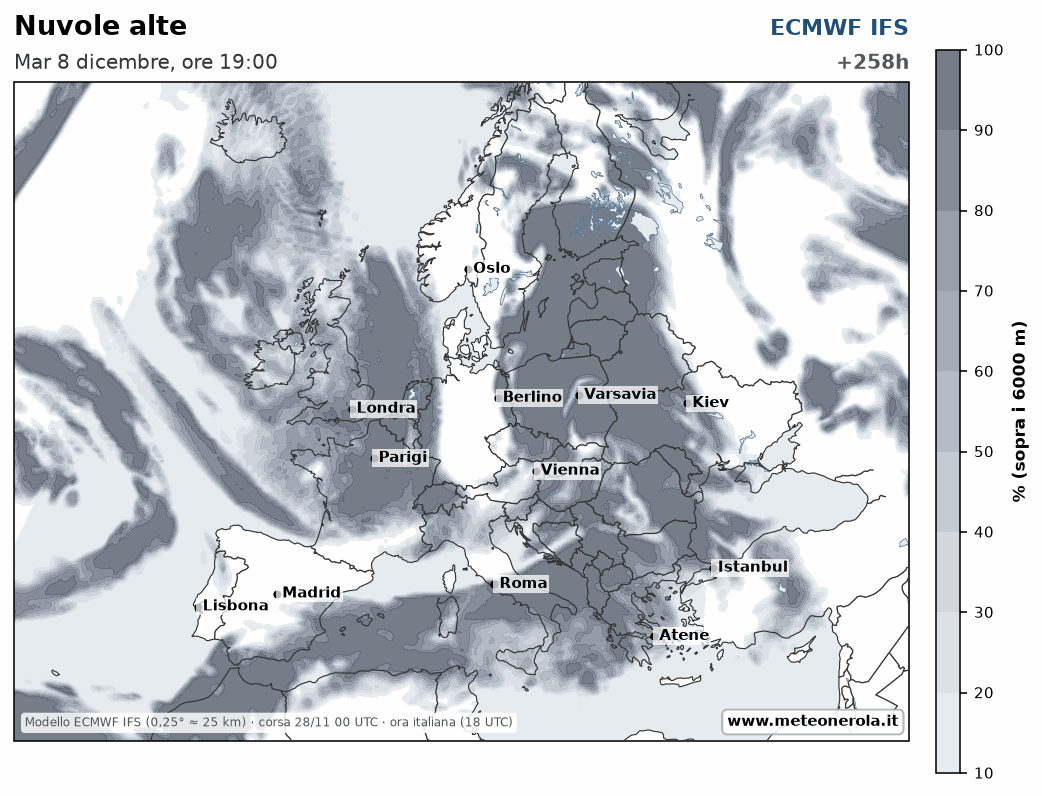 Nuvole alte
ECMWF IFS
Mar 8 dicembre, ore 19:00
+258h
100
90
80
70
60
50
40
30
20
10
% (sopra i 6000 m)
Oslo
Berlino
Varsavia
Kiev
Londra
Parigi
Vienna
Istanbul
Roma
Madrid
Lisbona
Atene
Modello ECMWF IFS (0,25° ≈ 25 km) · corsa 28/11 00 UTC · ora italiana (18 UTC)
www.meteonerola.it